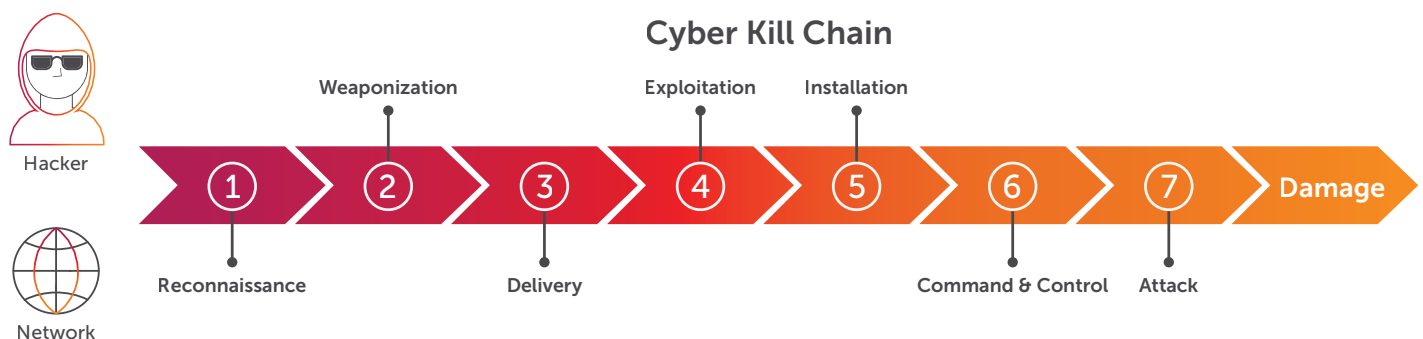 Cyber Kill Chain
Hacker
Network
Weaponization
Exploitation
Installation
1
2
3
4
5
6
7
Damage
Reconnaissance
Delivery
Command & Control
Attack